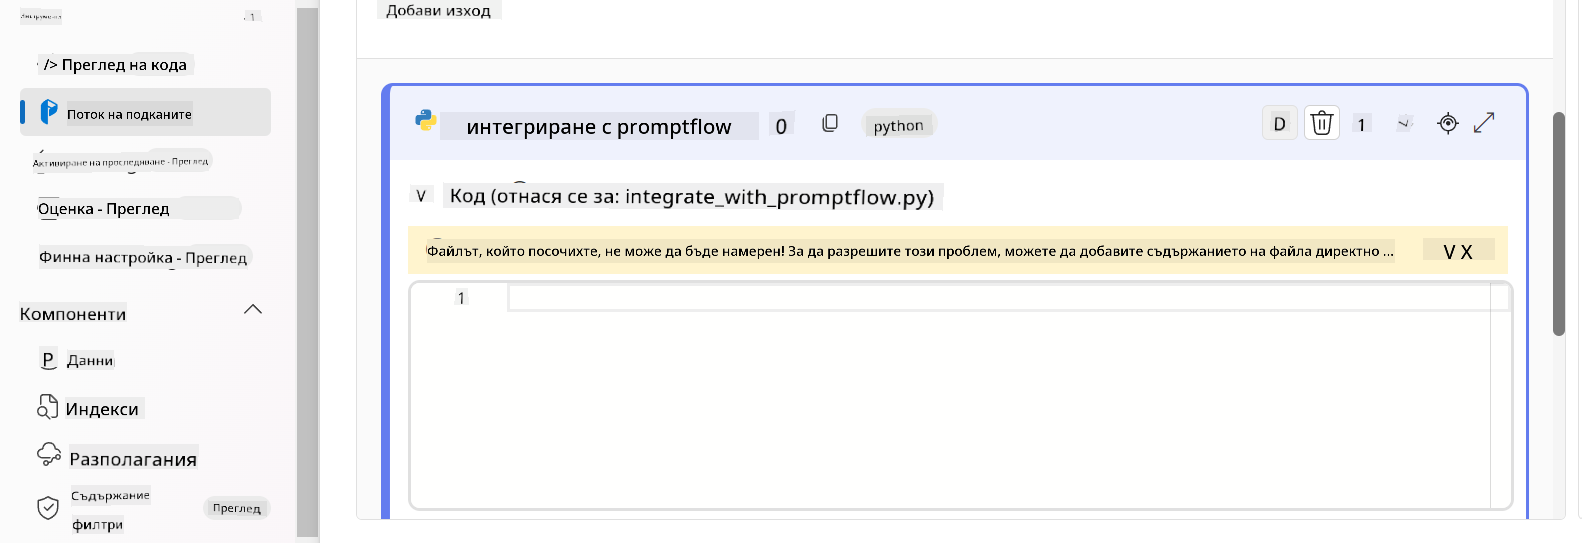 Инструменти
1
/> Преглед на кода
Поток на подканите
Активиране на проследяване - Преглед
Оценка - Преглед
Финна настройка - Преглед
Компоненти
P Данни
Индекси
Разполагания
Съдържание
филтри
Преглед
Добави изход
интегриране с promptflow 0 python D 1
V Код (отнася се за: integrate_with_promptflow.py)
Файлът, който посочихте, не може да бъде намерен! За да разрешите този проблем, можете да добавите съдържанието на файла директно ... V X
1